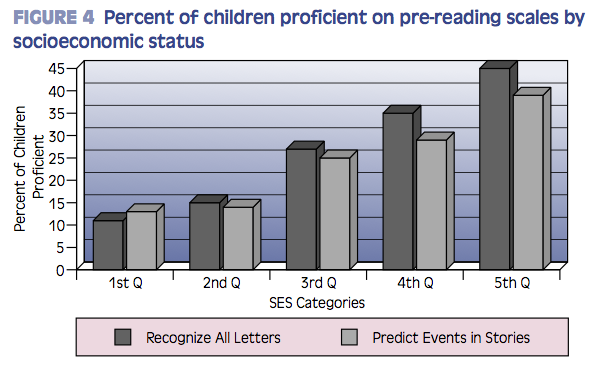 FIGURE 4 Percent of children proficient on pre-reading scales by
socioeconomic status
Percent of Children
Proficient
45
40
35
30
25
20
15
10
5
0
1st Q 2nd Q 3rd Q 4th Q 5th Q
SES Categories
Recognize All Letters Predict Events in Stories